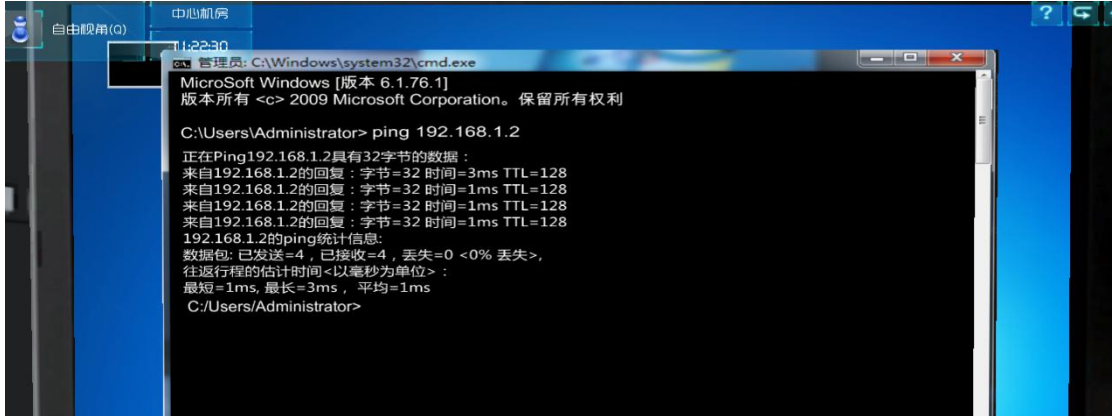 中心机房
?
自由视角(Q)
11:22:30
管理员: C:\Windows\system32\cmd.exe
MicroSoft Windows [版本 6.1.76.1]
版本所有 <c> 2009 Microsoft Corporation。保留所有权利
C:\Users\Administrator> ping 192.168.1.2
正在Ping192.168.1.2具有32字节的数据：
来自192.168.1.2的回复：字节=32 时间=3ms TTL=128
来自192.168.1.2的回复：字节=32 时间=1ms TTL=128
来自192.168.1.2的回复：字节=32 时间=1ms TTL=128
来自192.168.1.2的回复：字节=32 时间=1ms TTL=128
192.168.1.2的ping统计信息:
数据包: 已发送=4，已接收=4，丢失=0 <0% 丢失>,
往返行程的估计时间<以毫秒为单位>：
最短=1ms, 最长=3ms， 平均=1ms
C:/Users/Administrator>